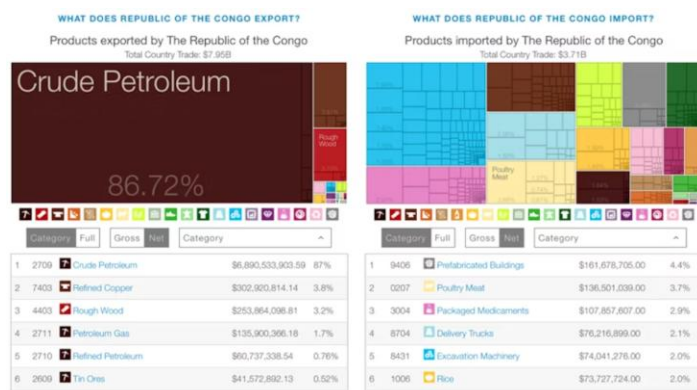 WHAT DOES REPUBLIC OF THE CONGO EXPORT?
Products exported by The Republic of the Congo
Total Country Trade: $7.95B
Crude Petroleum
86.72%
Rough
Wood
Category Full Gross Net Category
1 2709 Crude Petroleum $6,890,533,903.59 87%
2 7403 Refined Copper $302,920,814.14 3.8%
3 4403 Rough Wood $253,864,098.81 3.2%
4 2711 Petroleum Gas $135,900,366.18 1.7%
5 2710 Refined Petroleum $60,737,338.54 0.76%
6 2609 Tin Ores $41,572,892.13 0.52%
WHAT DOES REPUBLIC OF THE CONGO IMPORT?
Products imported by The Republic of the Congo
Total Country Trade: $3.71B
Poultry
Meat
Category Full Gross Net Category
1 9406 Prefabricated Buildings $161,678,705.00 4.4%
2 0207 Poultry Meat $136,501,039.00 3.7%
3 3004 Packaged Medicaments $107,857,607.00 2.9%
4 8704 Delivery Trucks $76,216,899.00 2.1%
5 8431 Excavation Machinery $74,041,276.00 2.0%
6 1006 Rice $73,727,724.00 2.0%